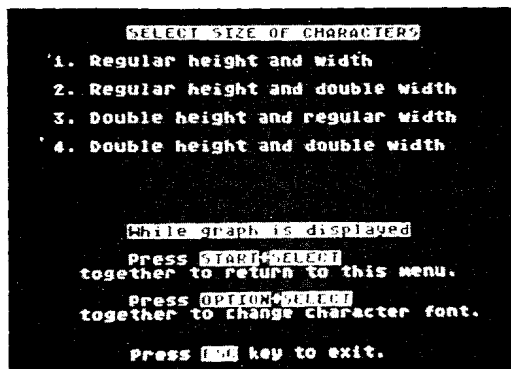 SELECT SIZE OF CHARACTERS
1. Regular height and width
2. Regular height and double width
3. Double height and regular width
4. Double height and double width
While graph is displayed
Press START+SELECT
together to return to this menu.
Press OPTION+SELECT
together to change character font.
Press ESC key to exit.